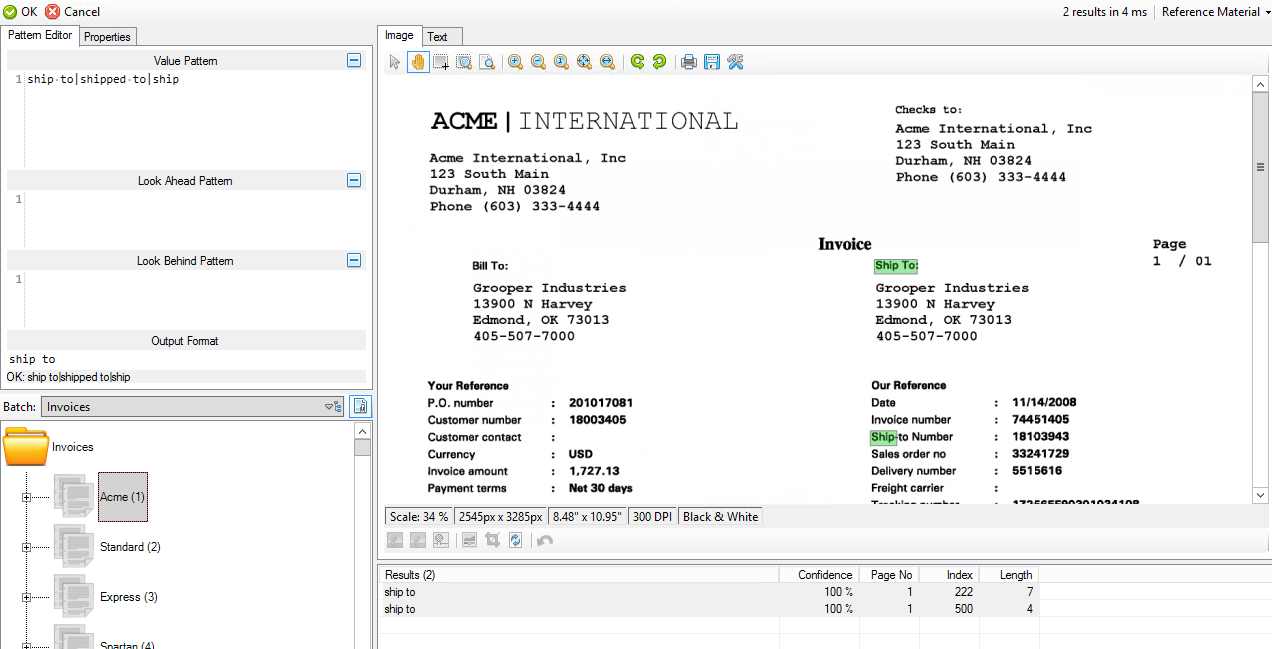 OK Cancel 2 results in 4 ms Reference Material
Pattern Editor Properties
Value Pattern
1 ship·to|shipped·to|ship
Look Ahead Pattern
1
Look Behind Pattern
1
Output Format
ship to
OK: ship to|shipped to|ship
Batch: Invoices
Invoices
Acme (1)
Standard (2)
Express (3)
Spartan (4)
Image Text
ACME | INTERNATIONAL
Acme International, Inc
123 South Main
Durham, NH 03824
Phone (603) 333-4444
Checks to:
Acme International, Inc
123 South Main
Durham, NH 03824
Phone (603) 333-4444
Invoice
Page
1 / 01
Bill To:
Grooper Industries
13900 N Harvey
Edmond, OK 73013
405-507-7000
Ship To:
Grooper Industries
13900 N Harvey
Edmond, OK 73013
405-507-7000
Your Reference
P.O. number : 201017081
Customer number : 18003405
Customer contact :
Currency : USD
Invoice amount : 1,727.13
Payment terms : Net 30 days
Our Reference
Date : 11/14/2008
Invoice number : 74451405
Ship-to Number : 18103943
Sales order no : 33241729
Delivery number : 5515616
Freight carrier :
Scale: 34 % 2545px x 3285px 8.48" x 10.95" 300 DPI Black & White
Results (2) Confidence Page No Index Length
ship to 100 % 1 222 7
ship to 100 % 1 500 4